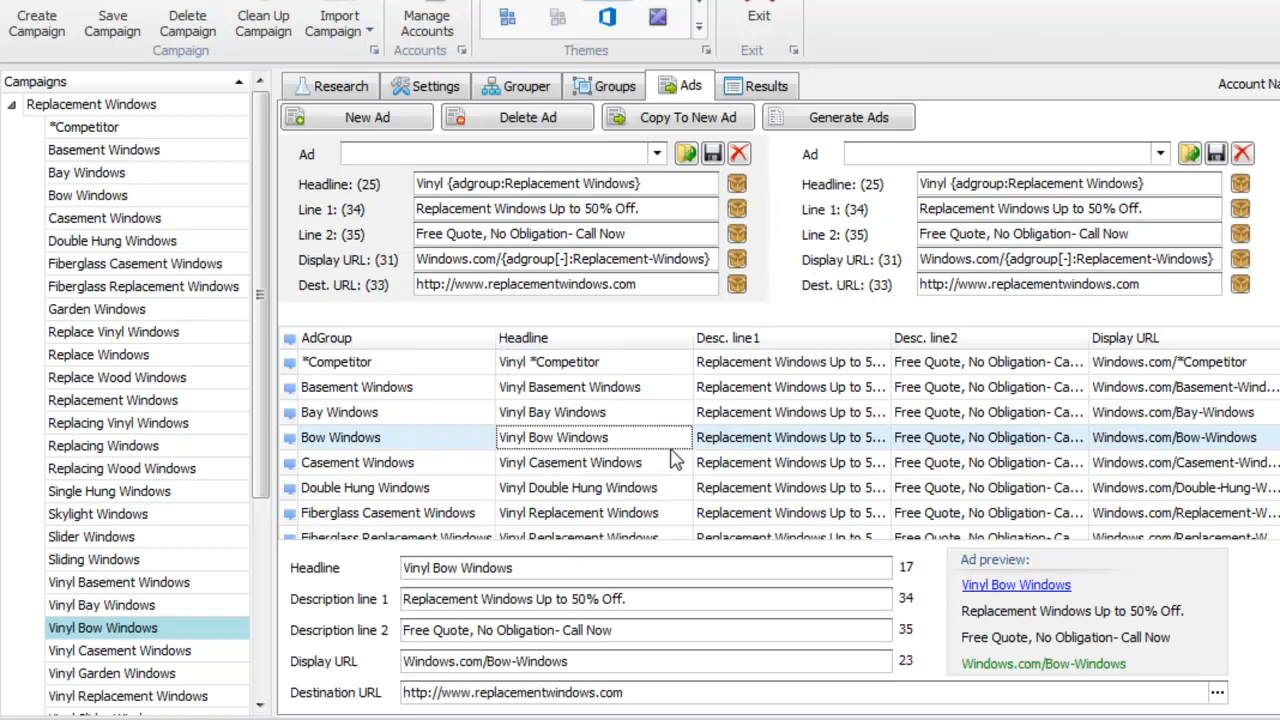 Create Campaign
Save Campaign
Delete Campaign
Clean Up Campaign
Import Campaign
Manage Accounts
Exit
Campaign
Accounts
Themes
Exit
Campaigns
Replacement Windows
*Competitor
Basement Windows
Bay Windows
Bow Windows
Casement Windows
Double Hung Windows
Fiberglass Casement Windows
Fiberglass Replacement Windows
Garden Windows
Replace Vinyl Windows
Replace Windows
Replace Wood Windows
Replacement Windows
Replacing Vinyl Windows
Replacing Windows
Replacing Wood Windows
Single Hung Windows
Skylight Windows
Slider Windows
Sliding Windows
Vinyl Basement Windows
Vinyl Bay Windows
Vinyl Bow Windows
Vinyl Casement Windows
Vinyl Garden Windows
Vinyl Replacement Windows
Research Settings Grouper Groups Ads Results Account Na
New Ad Delete Ad Copy To New Ad Generate Ads
Ad
Headline: (25) Vinyl {adgroup:Replacement Windows}
Line 1: (34) Replacement Windows Up to 50% Off.
Line 2: (35) Free Quote, No Obligation- Call Now
Display URL: (31) Windows.com/{adgroup[-]:Replacement-Windows}
Dest. URL: (33) http://www.replacementwindows.com
Ad
Headline: (25) Vinyl {adgroup:Replacement Windows}
Line 1: (34) Replacement Windows Up to 50% Off.
Line 2: (35) Free Quote, No Obligation- Call Now
Display URL: (31) Windows.com/{adgroup[-]:Replacement-Windows}
Dest. URL: (33) http://www.replacementwindows.com
AdGroup Headline Desc. line1 Desc. line2 Display URL
*Competitor Vinyl *Competitor Replacement Windows Up to 5... Free Quote, No Obligation- Ca... Windows.com/*Competitor
Basement Windows Vinyl Basement Windows Replacement Windows Up to 5... Free Quote, No Obligation- Ca... Windows.com/Basement-Wind...
Bay Windows Vinyl Bay Windows Replacement Windows Up to 5... Free Quote, No Obligation- Ca... Windows.com/Bay-Windows
Bow Windows Vinyl Bow Windows Replacement Windows Up to 5... Free Quote, No Obligation- Ca... Windows.com/Bow-Windows
Casement Windows Vinyl Casement Windows Replacement Windows Up to 5... Free Quote, No Obligation- Ca... Windows.com/Casement-Wind...
Double Hung Windows Vinyl Double Hung Windows Replacement Windows Up to 5... Free Quote, No Obligation- Ca... Windows.com/Double-Hung-W...
Fiberglass Casement Windows Vinyl Replacement Windows Replacement Windows Up to 5... Free Quote, No Obligation- Ca... Windows.com/Replacement-W...
Fiberglass Replacement Windows Vinyl Replacement Windows Replacement Windows Up to 5... Free Quote, No Obligation- Ca... Windows.com/Replacement-W...
Headline Vinyl Bow Windows 17
Description line 1 Replacement Windows Up to 50% Off. 34
Description line 2 Free Quote, No Obligation- Call Now 35
Display URL Windows.com/Bow-Windows 23
Destination URL http://www.replacementwindows.com ...
Ad preview:
Vinyl Bow Windows
Replacement Windows Up to 50% Off.
Free Quote, No Obligation- Call Now
Windows.com/Bow-Windows